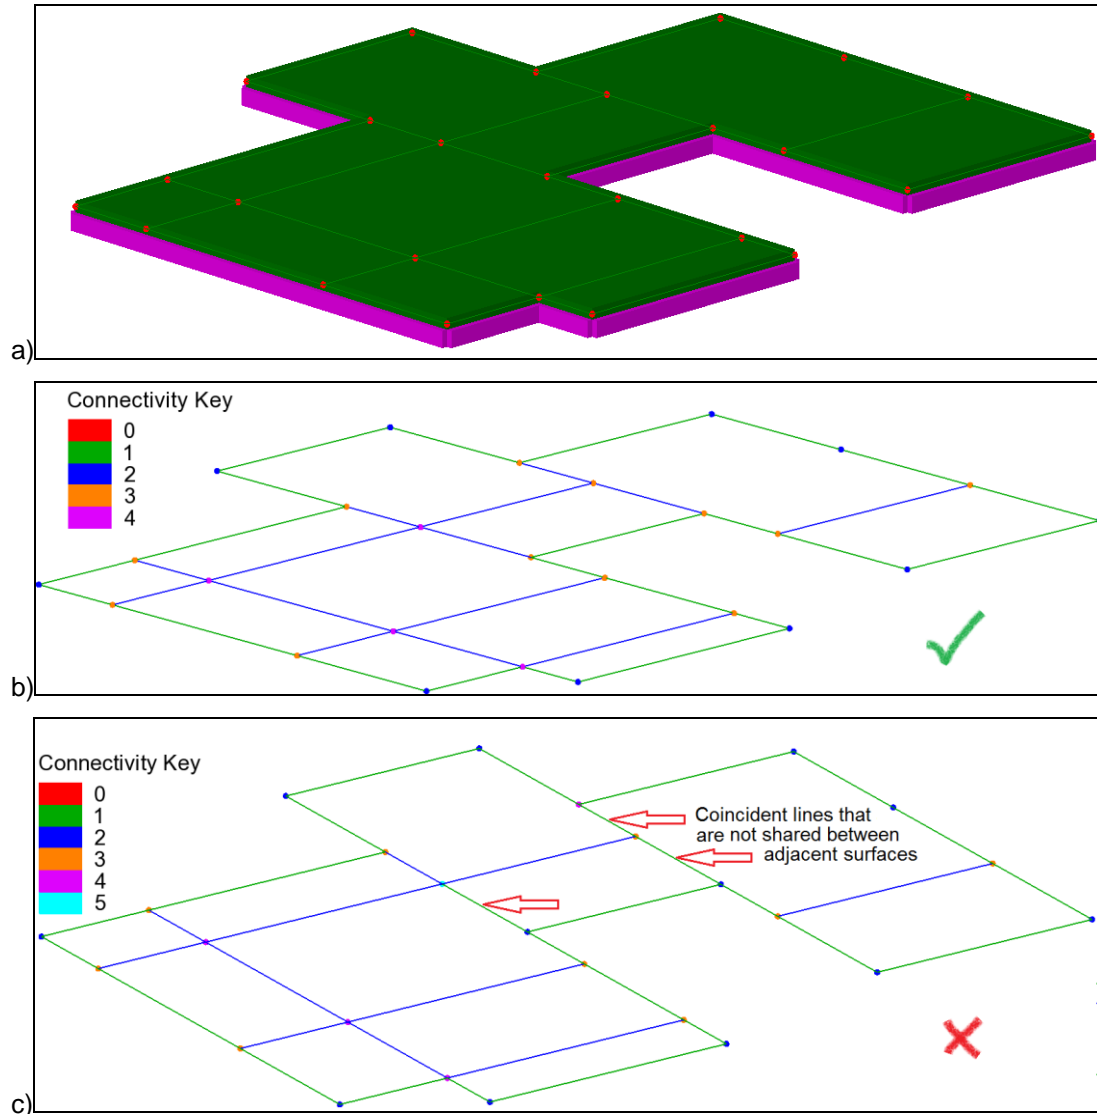 a)
Connectivity Key
0
1
2
3
4
b)
Connectivity Key
0
1
2
3
4
5
Coincident lines that
are not shared between
adjacent surfaces
c)